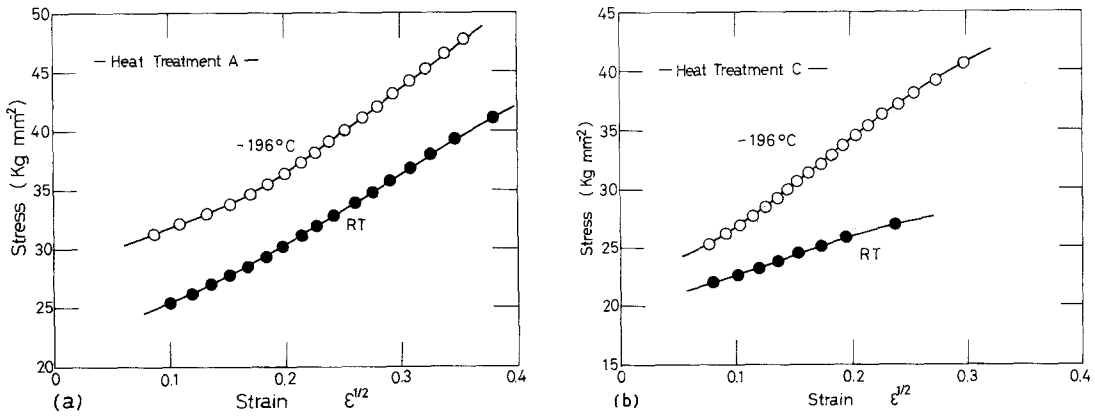 50
45
40
35
30
25
20
Stress (Kg mm⁻²)
— Heat Treatment A —
-196°C
RT
0 0.1 0.2 0.3 0.4
(a) Strain ε^1/2
45
40
35
30
25
20
15
Stress (Kg mm⁻²)
— Heat Treatment C —
-196°C
RT
0 0.1 0.2 0.3 0.4
(b) Strain ε^1/2